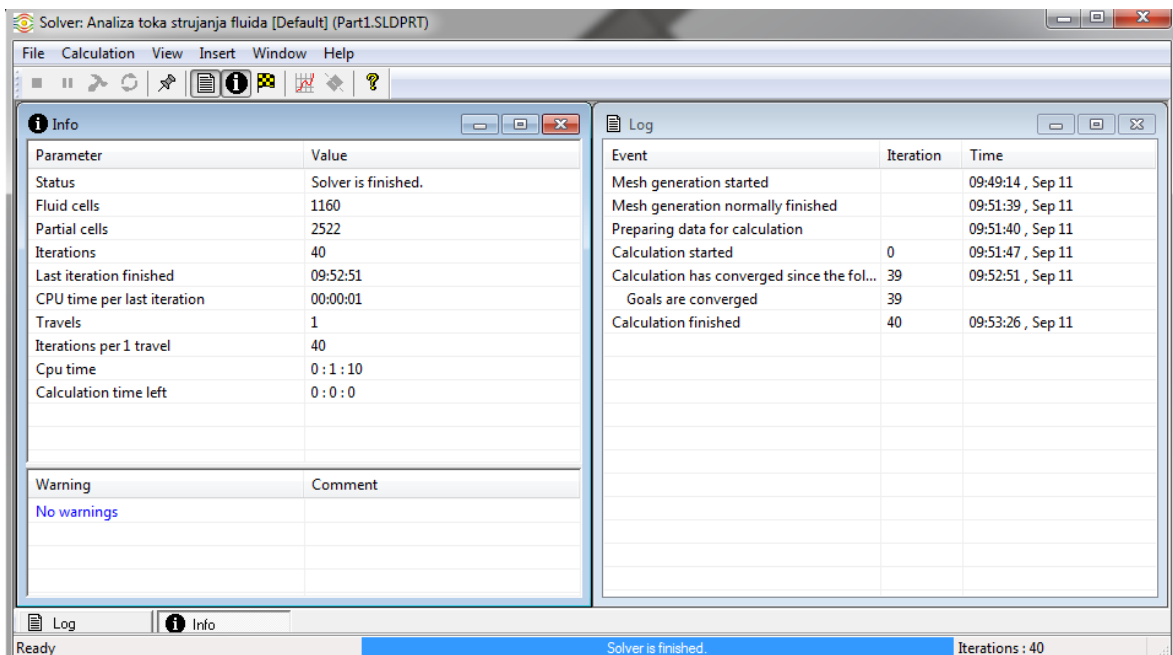 Solver: Analiza toka strujanja fluida [Default] (Part1.SLDPRT)
File Calculation View Insert Window Help
Info
Parameter Value
Status Solver is finished.
Fluid cells 1160
Partial cells 2522
Iterations 40
Last iteration finished 09:52:51
CPU time per last iteration 00:00:01
Travels 1
Iterations per 1 travel 40
Cpu time 0 : 1 : 10
Calculation time left 0 : 0 : 0
Warning Comment
No warnings
Log
Event Iteration Time
Mesh generation started 09:49:14 , Sep 11
Mesh generation normally finished 09:51:39 , Sep 11
Preparing data for calculation 09:51:40 , Sep 11
Calculation started 0 09:51:47 , Sep 11
Calculation has converged since the fol... 39 09:52:51 , Sep 11
Goals are converged 39
Calculation finished 40 09:53:26 , Sep 11
Log Info
Ready Solver is finished. Iterations : 40